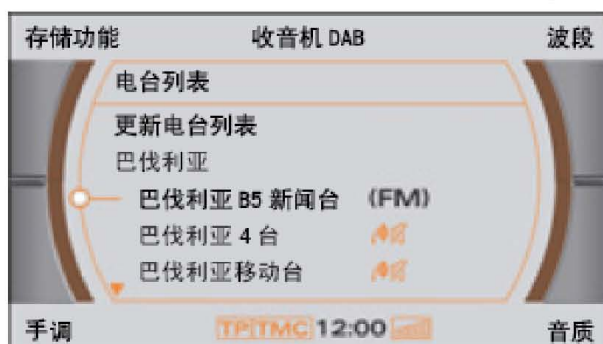 存储功能 收音机 DAB 波段
电台列表
更新电台列表
巴伐利亚
巴伐利亚 B5 新闻台 (FM)
巴伐利亚 4 台
巴伐利亚移动台
手调 TP TMC 12:00 音质